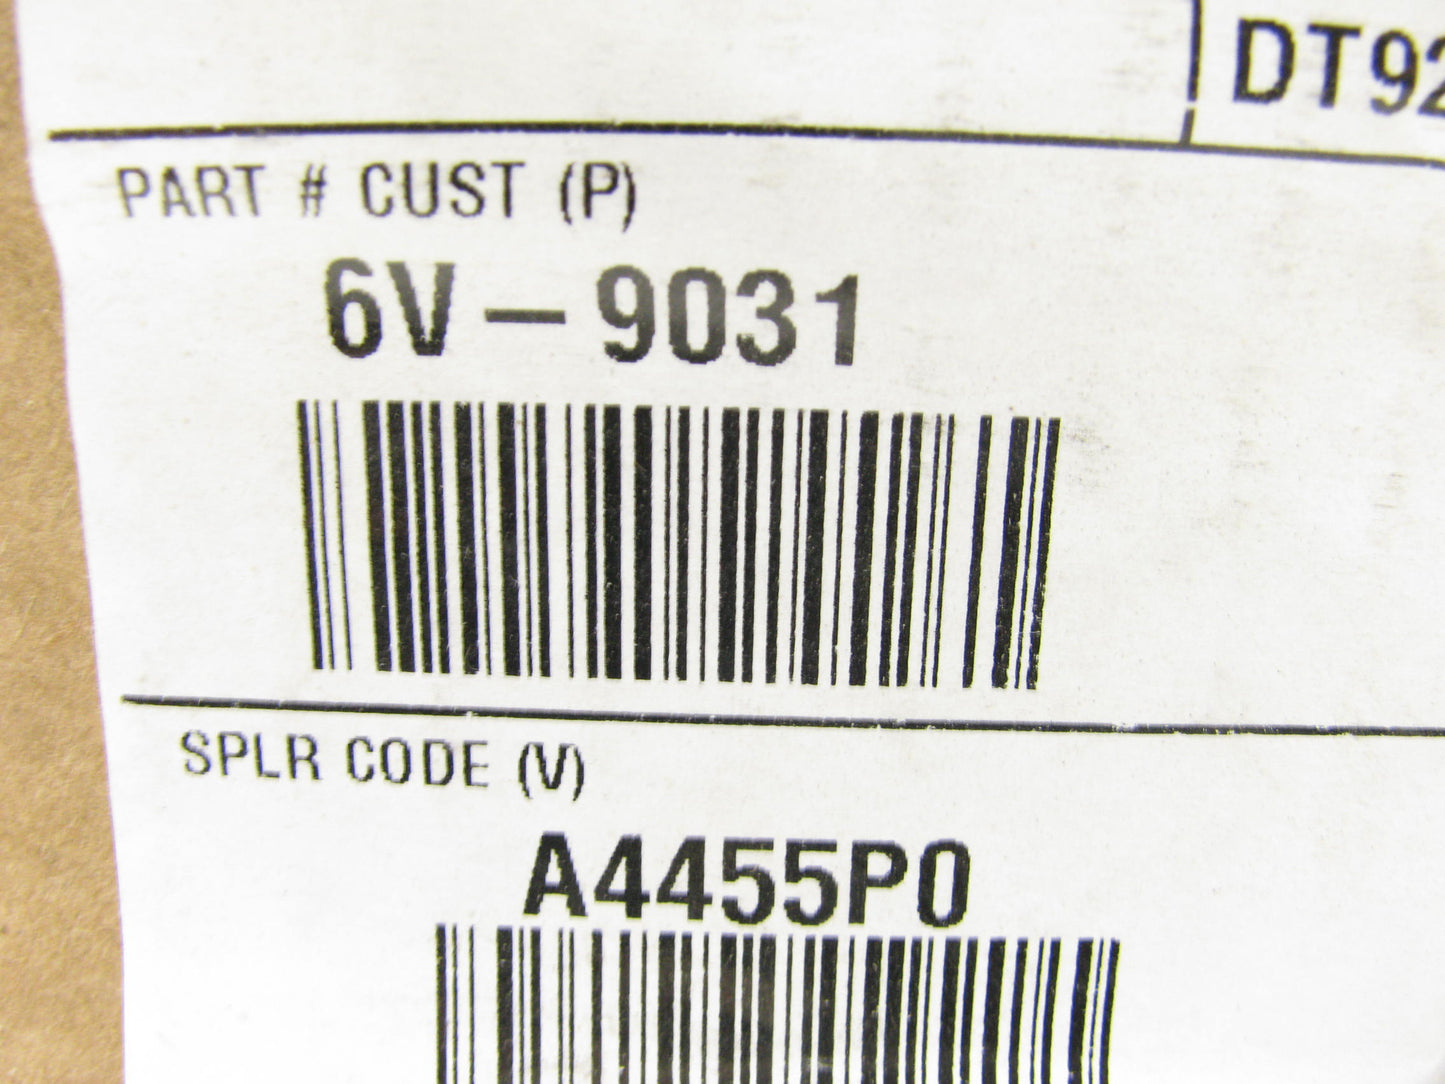 DT92
PART # CUST (P)
6V-9031
SPLR CODE (V)
A4455P0